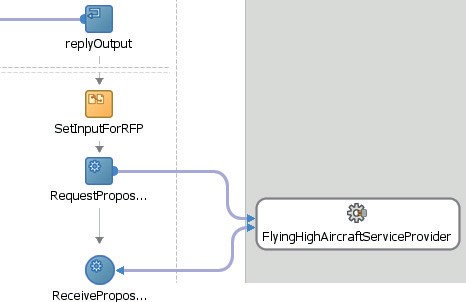 replyOutput
SetInputForRFP
RequestPropos...
FlyingHighAircraftServiceProvider
ReceivePropos...